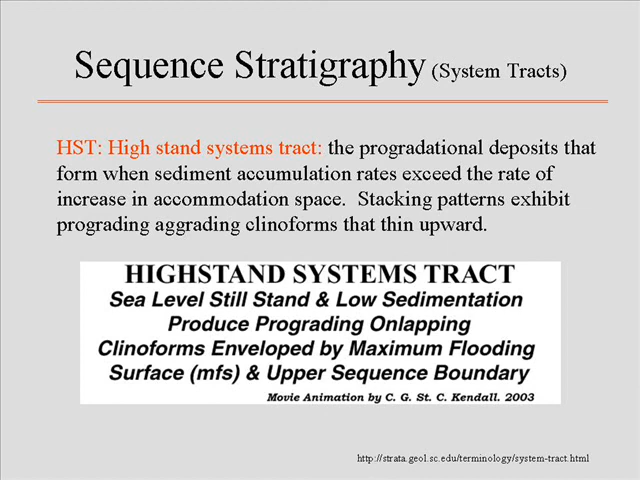 Sequence Stratigraphy (System Tracts)
HST: High stand systems tract: the progradational deposits that
form when sediment accumulation rates exceed the rate of
increase in accommodation space.  Stacking patterns exhibit
prograding aggrading clinoforms that thin upward.
HIGHSTAND SYSTEMS TRACT
Sea Level Still Stand & Low Sedimentation
Produce Prograding Onlapping
Clinoforms Enveloped by Maximum Flooding
Surface (mfs) & Upper Sequence Boundary
Movie Animation by C. G. St. C. Kendall. 2003
http://strata.geol.sc.edu/terminology/system-tract.html